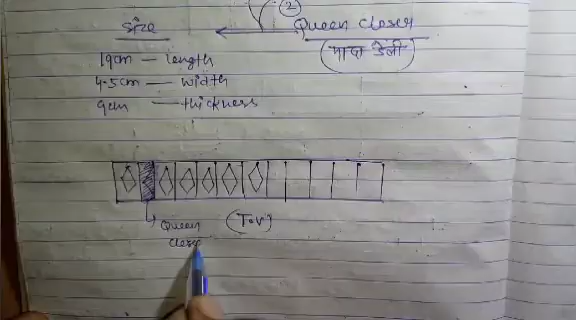 ②
Size
Queen closer
(मादा डेली)
19cm — Length
4.5cm — width
9cm — thickness
Queen
closer
(T.V)